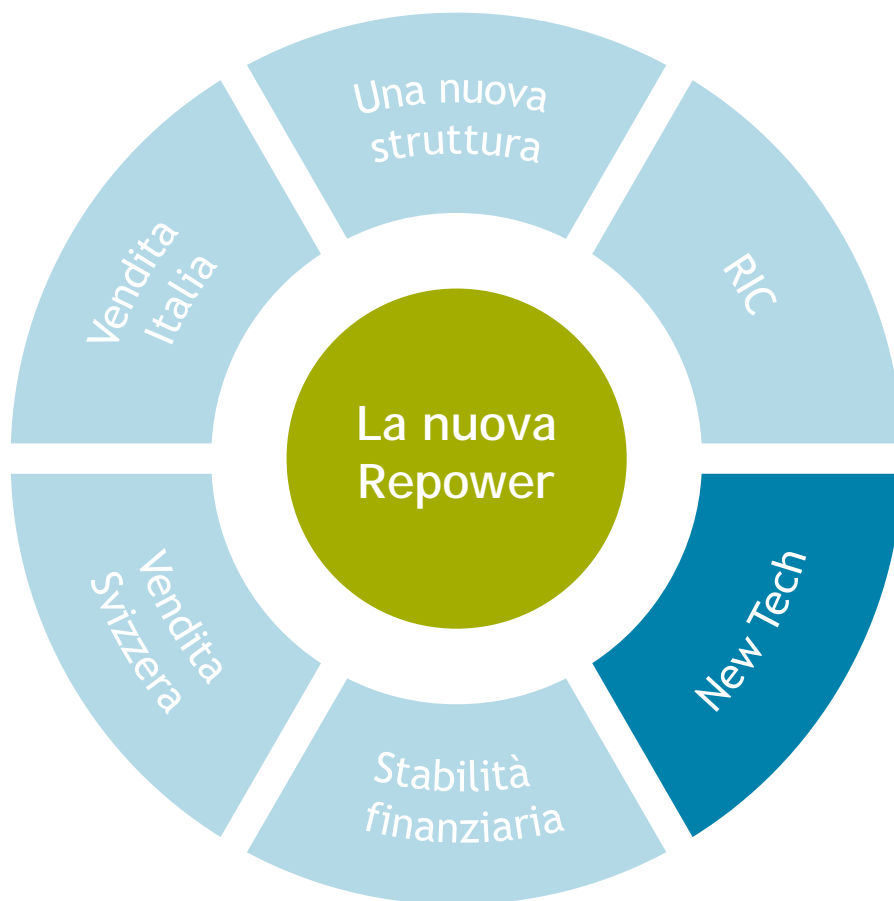 Una nuova
struttura
RIC
New Tech
Stabilità
finanziaria
Vendita
Svizzera
Vendita
Italia
La nuova
Repower